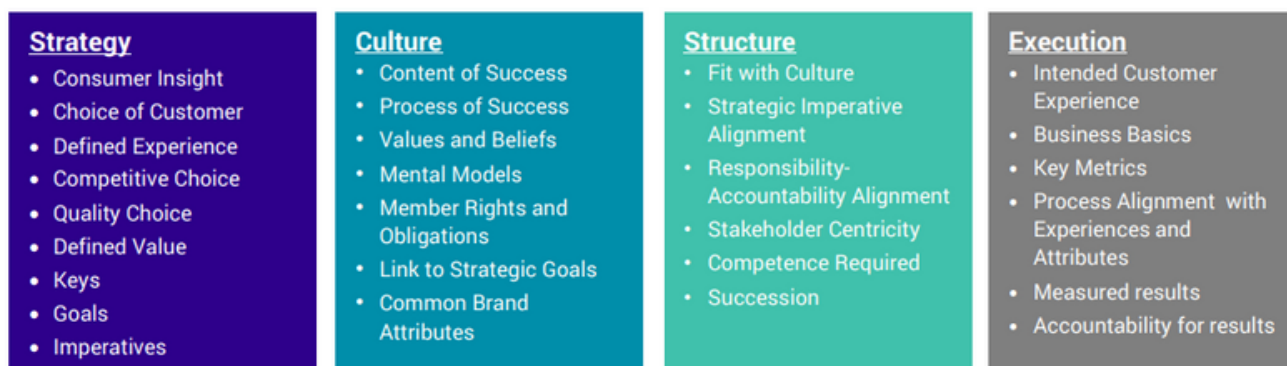 Strategy
• Consumer Insight
• Choice of Customer
• Defined Experience
• Competitive Choice
• Quality Choice
• Defined Value
• Keys
• Goals
• Imperatives
Culture
• Content of Success
• Process of Success
• Values and Beliefs
• Mental Models
• Member Rights and
Obligations
• Link to Strategic Goals
• Common Brand
Attributes
Structure
• Fit with Culture
• Strategic Imperative
Alignment
• Responsibility-
Accountability Alignment
• Stakeholder Centricity
• Competence Required
• Succession
Execution
• Intended Customer
Experience
• Business Basics
• Key Metrics
• Process Alignment with
Experiences and
Attributes
• Measured results
• Accountability for results